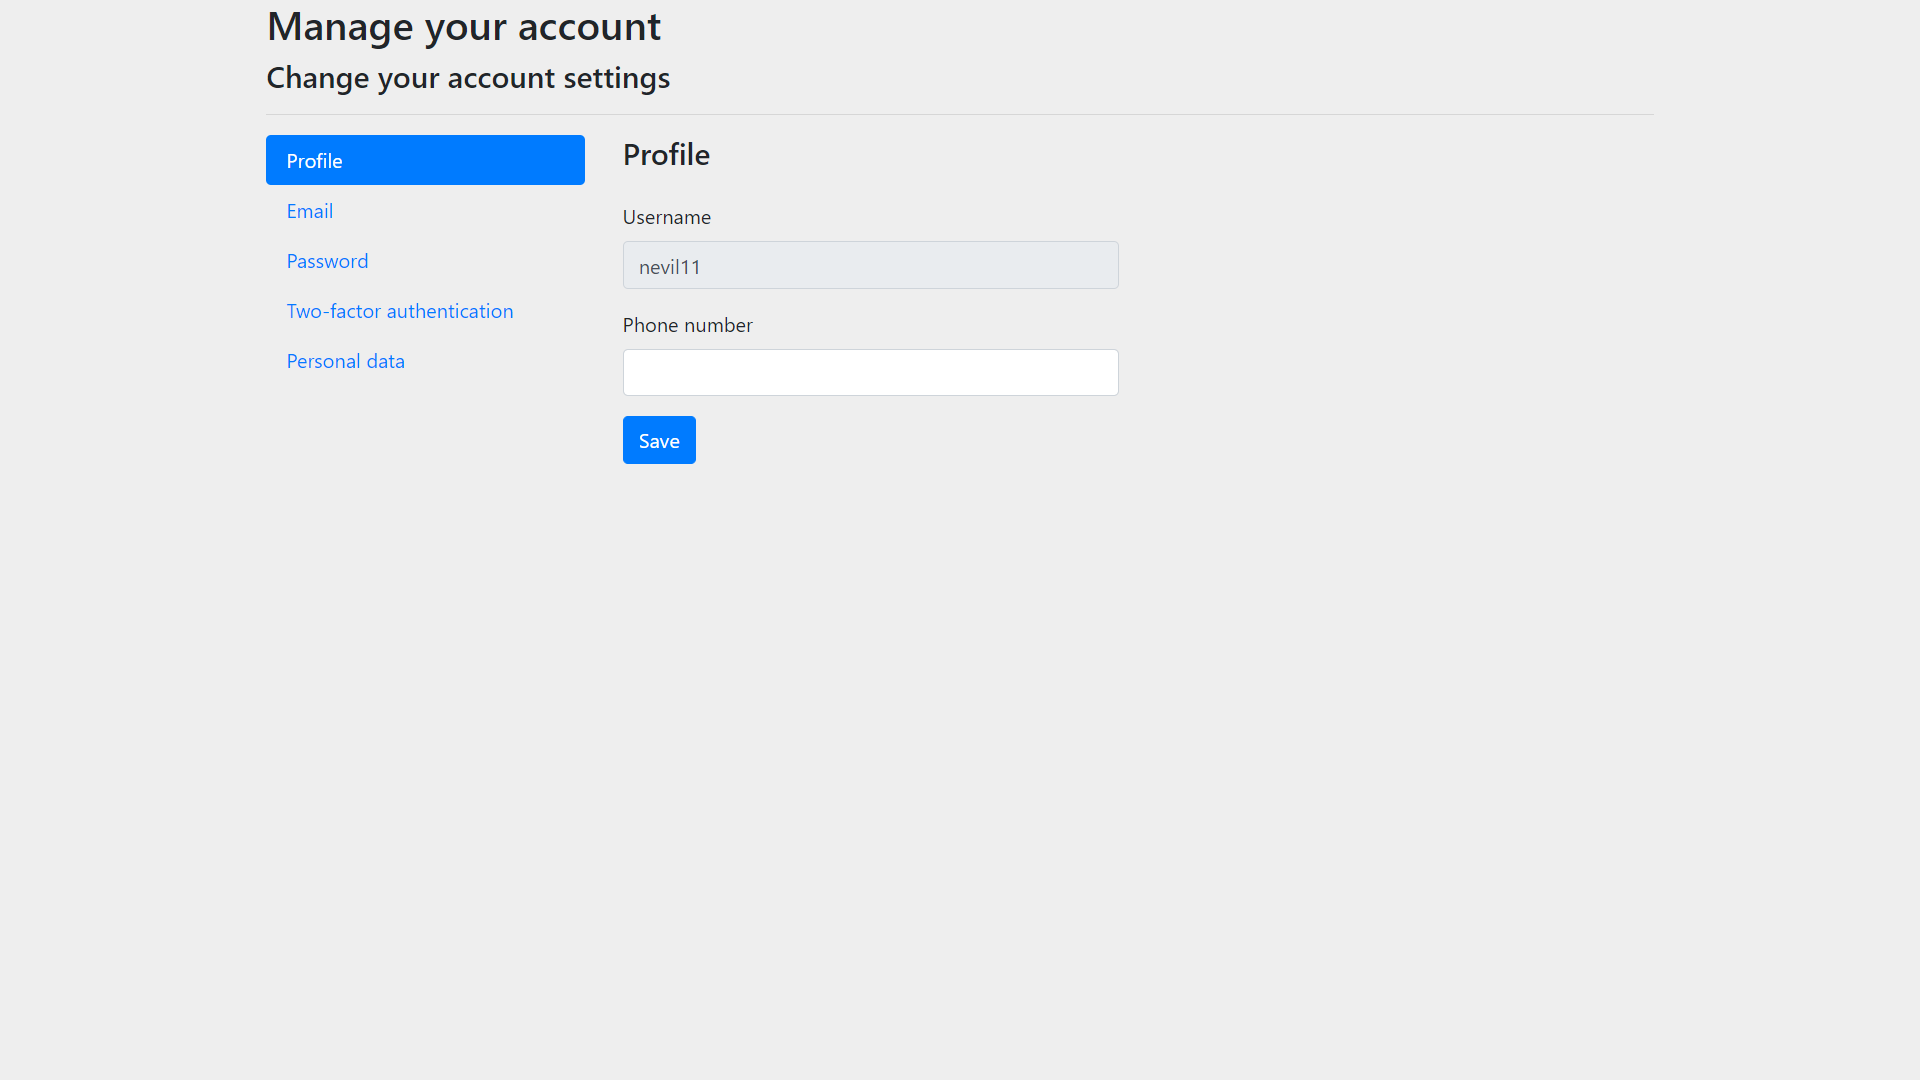 Manage your account
Change your account settings
Profile
Email
Password
Two-factor authentication
Personal data
Profile
Username
nevil11
Phone number
Save